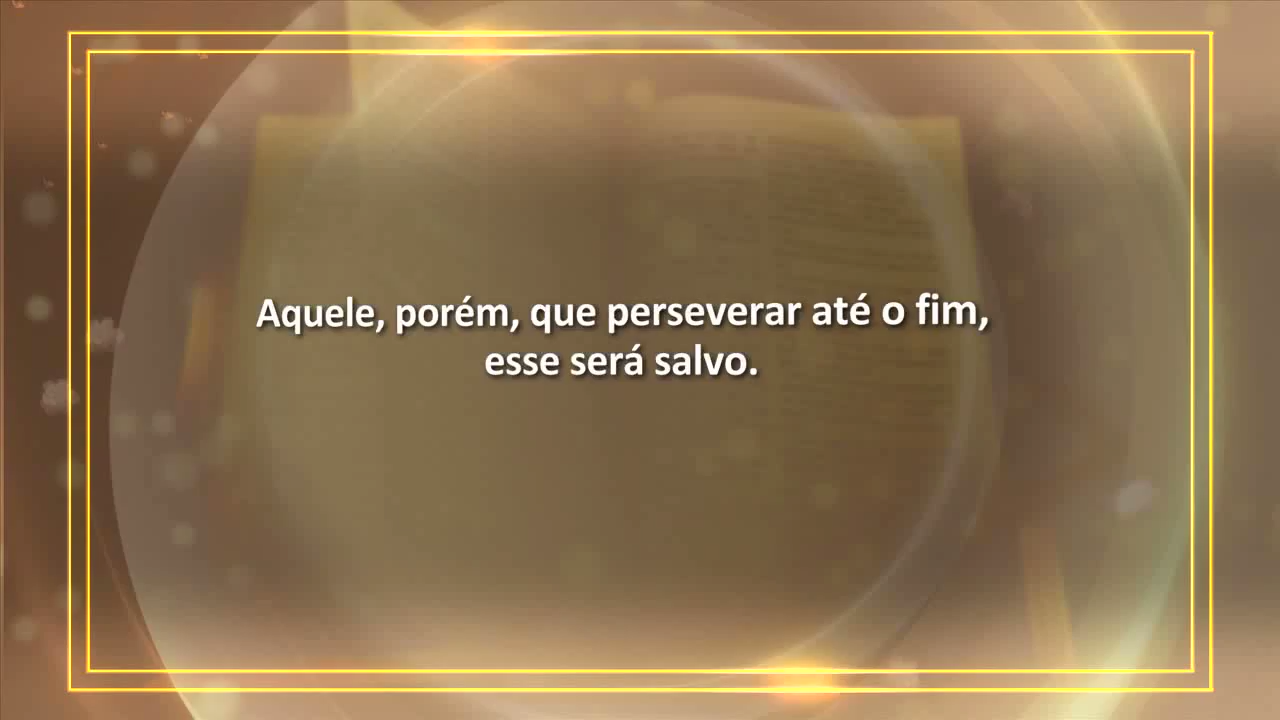 Aquele, porém, que perseverar até o fim,
esse será salvo.